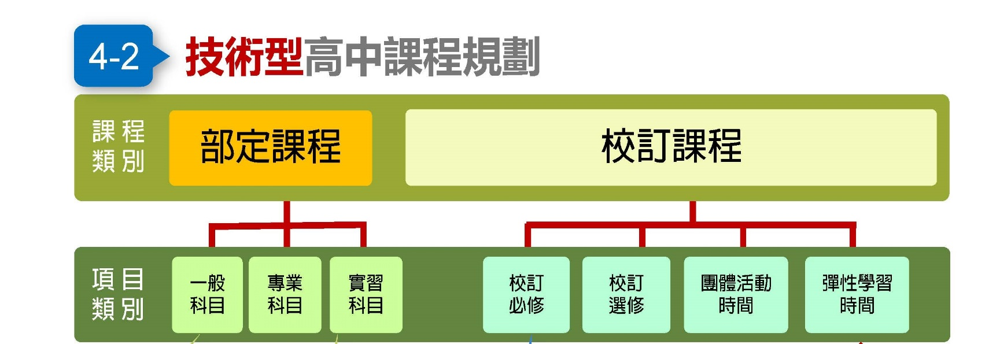 4-2
技術型高中課程規劃
課程
類別
部定課程
校訂課程
項目
類別
一般
科目
專業
科目
實習
科目
校訂
必修
校訂
選修
團體活動
時間
彈性學習
時間